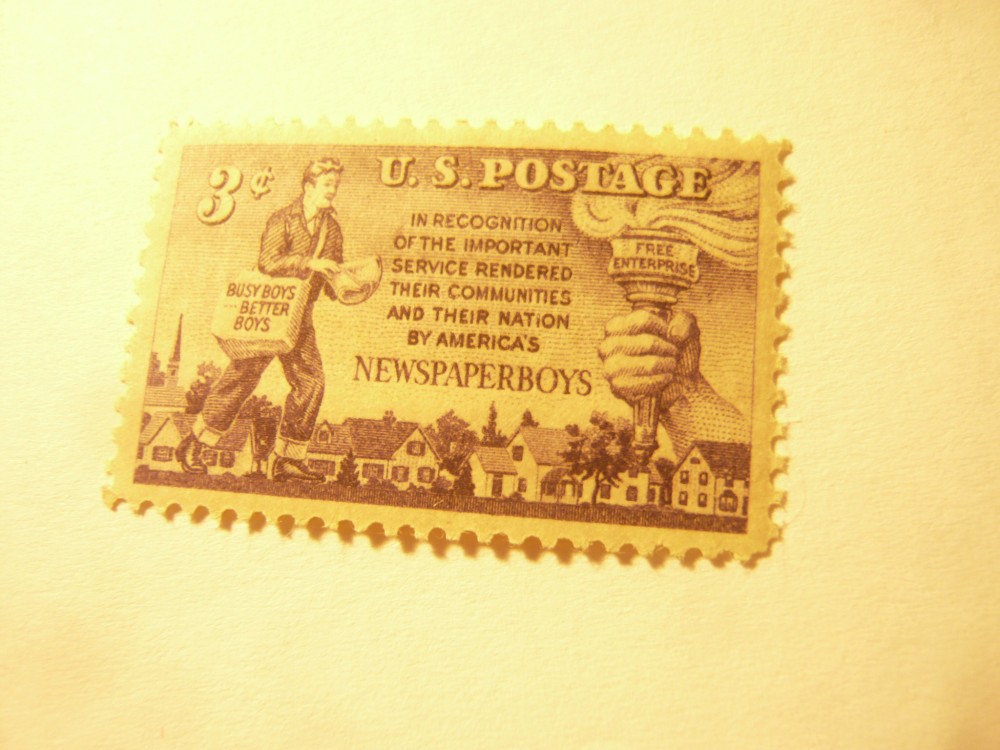 3¢
U.S. POSTAGE
IN RECOGNITION
OF THE IMPORTANT
SERVICE RENDERED
THEIR COMMUNITIES
AND THEIR NATION
BY AMERICA'S
NEWSPAPERBOYS
BUSY BOYS
...BETTER
BOYS
FREE
ENTERPRISE